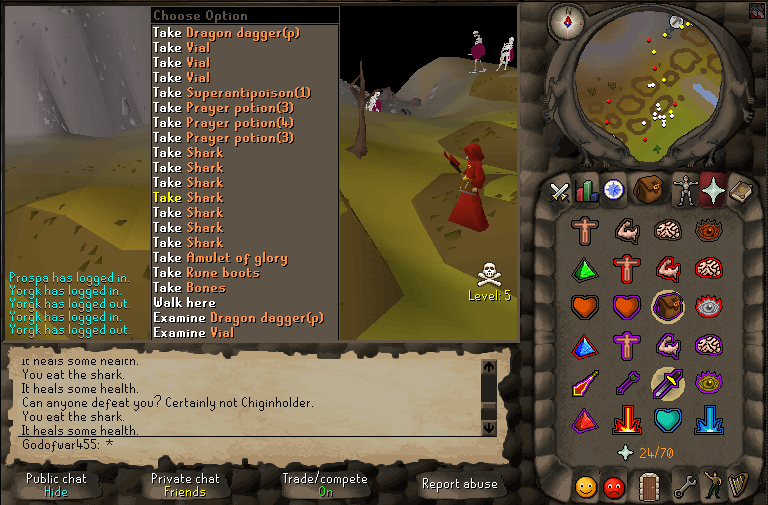 Choose Option
Take Dragon dagger(p)
Take Vial
Take Vial
Take Vial
Take Superantipoison(1)
Take Prayer potion(3)
Take Prayer potion(4)
Take Prayer potion(3)
Take Shark
Take Shark
Take Shark
Take Shark
Take Shark
Take Shark
Take Shark
Take Amulet of glory
Take Rune boots
Take Bones
Walk here
Examine Dragon dagger(p)
Examine Vial
Level: 5
Prospa has logged in.
Yorgk has logged in.
Yorgk has logged out.
Yorgk has logged in.
Yorgk has logged out.
It heals some health.
You eat the shark.
It heals some health.
Can anyone defeat you? Certainly not Chiginholder.
You eat the shark.
It heals some health.
Godofwar455: *
24/70
Public chat
Hide
Private chat
Friends
Trade/compete
On
Report abuse